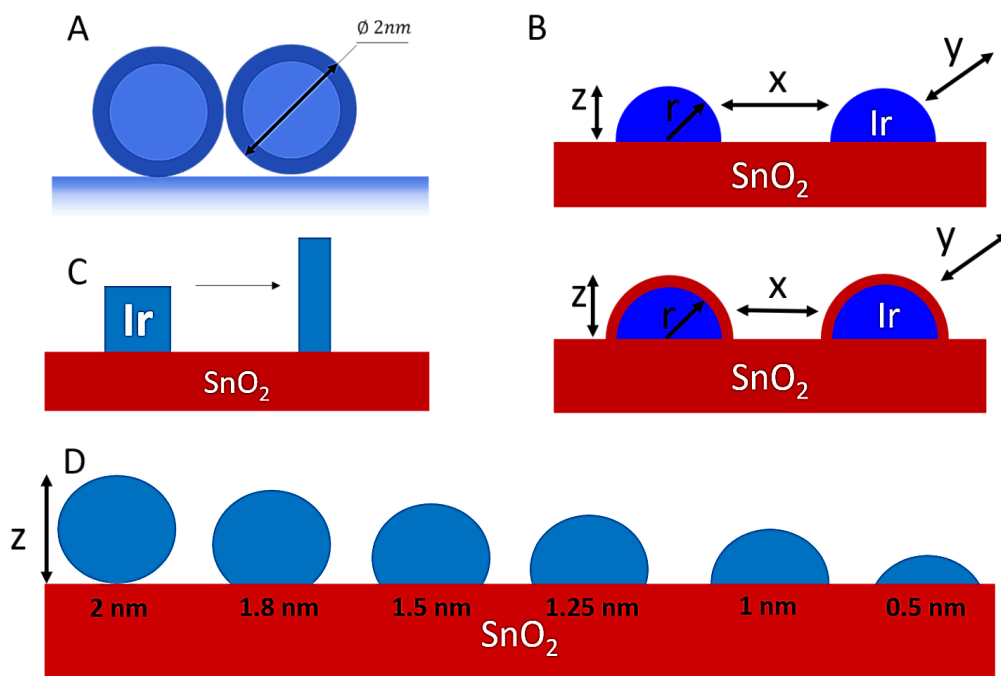 A
Ø 2nm
B
z
r
x
y
Ir
SnO₂
C
Ir
SnO₂
z
r
x
y
Ir
SnO₂
D
z
2 nm
1.8 nm
1.5 nm
1.25 nm
1 nm
0.5 nm
SnO₂